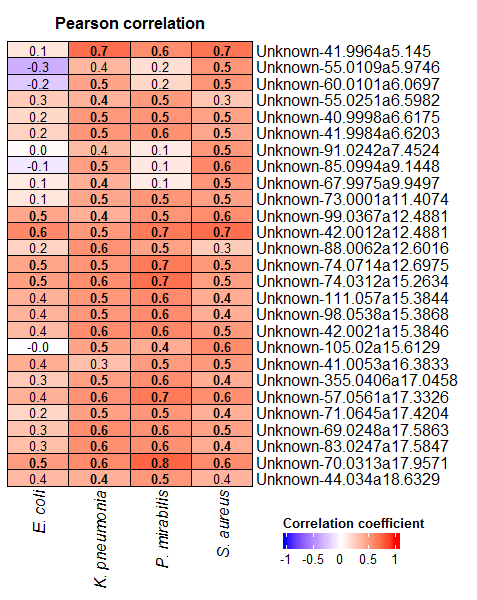 Pearson correlation
0.1 0.7 0.6 0.7 Unknown-41.9964a5.145
-0.3 0.4 0.2 0.5 Unknown-55.0109a5.9746
-0.2 0.5 0.2 0.5 Unknown-60.0101a6.0697
0.3 0.4 0.5 0.3 Unknown-55.0251a6.5982
0.2 0.5 0.5 0.5 Unknown-40.9998a6.6175
0.2 0.5 0.6 0.5 Unknown-41.9984a6.6203
0.0 0.4 0.1 0.5 Unknown-91.0242a7.4524
-0.1 0.5 0.1 0.6 Unknown-85.0994a9.1448
0.1 0.4 0.1 0.5 Unknown-67.9975a9.9497
0.1 0.5 0.5 0.5 Unknown-73.0001a11.4074
0.5 0.4 0.5 0.6 Unknown-99.0367a12.4881
0.6 0.5 0.7 0.7 Unknown-42.0012a12.4881
0.2 0.6 0.5 0.3 Unknown-88.0062a12.6016
0.5 0.5 0.7 0.5 Unknown-74.0714a12.6975
0.5 0.6 0.7 0.5 Unknown-74.0312a15.2634
0.4 0.5 0.6 0.4 Unknown-111.057a15.3844
0.4 0.5 0.6 0.4 Unknown-98.0538a15.3868
0.4 0.6 0.6 0.5 Unknown-42.0021a15.3846
-0.0 0.5 0.4 0.6 Unknown-105.02a15.6129
0.4 0.3 0.5 0.5 Unknown-41.0053a16.3833
0.3 0.5 0.6 0.4 Unknown-355.0406a17.0458
0.4 0.6 0.7 0.6 Unknown-57.0561a17.3326
0.2 0.5 0.5 0.4 Unknown-71.0645a17.4204
0.3 0.6 0.6 0.5 Unknown-69.0248a17.5863
0.3 0.6 0.6 0.4 Unknown-83.0247a17.5847
0.5 0.6 0.8 0.6 Unknown-70.0313a17.9571
0.4 0.4 0.5 0.4 Unknown-44.034a18.6329
E. coli
K. pneumonia
P. mirabilis
S. aureus
Correlation coefficient
-1 -0.5 0 0.5 1